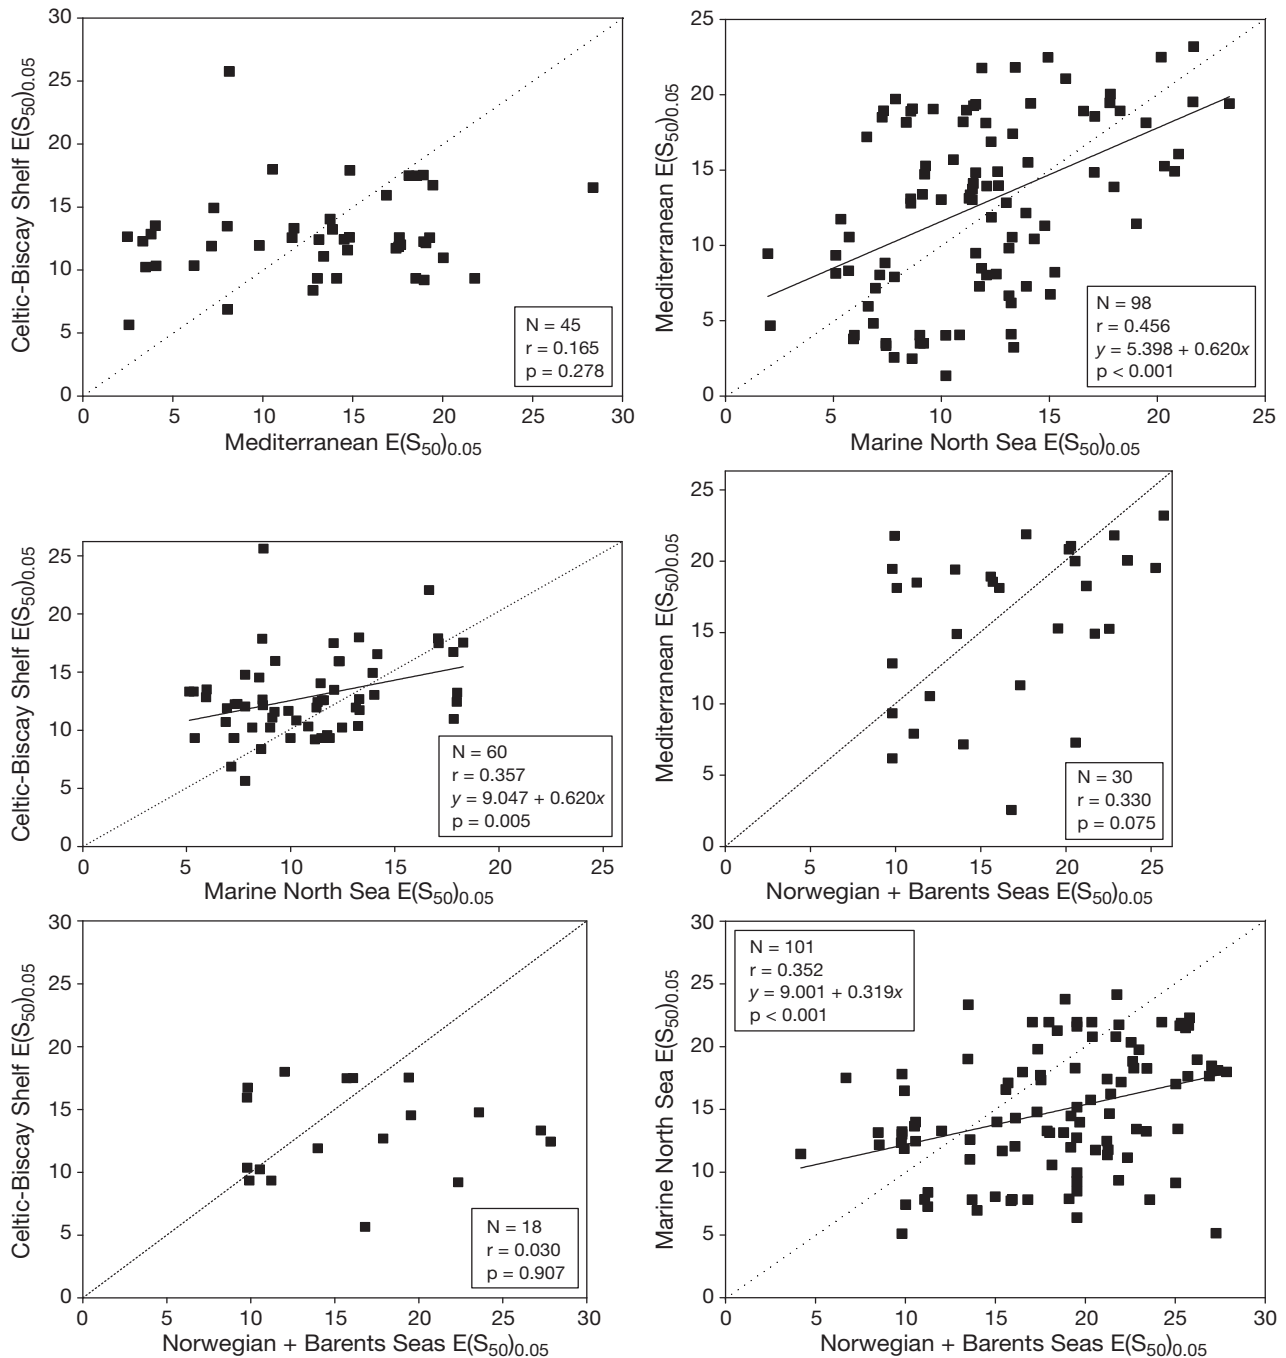 30
25
20
15
10
5
0
Celtic-Biscay Shelf E(S50)0.05
N = 45
r = 0.165
p = 0.278
0 5 10 15 20 25 30
Mediterranean E(S50)0.05
25
20
15
10
5
0
Mediterranean E(S50)0.05
N = 98
r = 0.456
y = 5.398 + 0.620x
p < 0.001
0 5 10 15 20 25
Marine North Sea E(S50)0.05
25
20
15
10
5
0
Celtic-Biscay Shelf E(S50)0.05
N = 60
r = 0.357
y = 9.047 + 0.620x
p = 0.005
0 5 10 15 20 25
Marine North Sea E(S50)0.05
25
20
15
10
5
0
Mediterranean E(S50)0.05
N = 30
r = 0.330
p = 0.075
0 5 10 15 20 25
Norwegian + Barents Seas E(S50)0.05
30
25
20
15
10
5
0
Celtic-Biscay Shelf E(S50)0.05
N = 18
r = 0.030
p = 0.907
0 5 10 15 20 25 30
Norwegian + Barents Seas E(S50)0.05
30
25
20
15
10
5
0
Marine North Sea E(S50)0.05
N = 101
r = 0.352
y = 9.001 + 0.319x
p < 0.001
0 5 10 15 20 25 30
Norwegian + Barents Seas E(S50)0.05